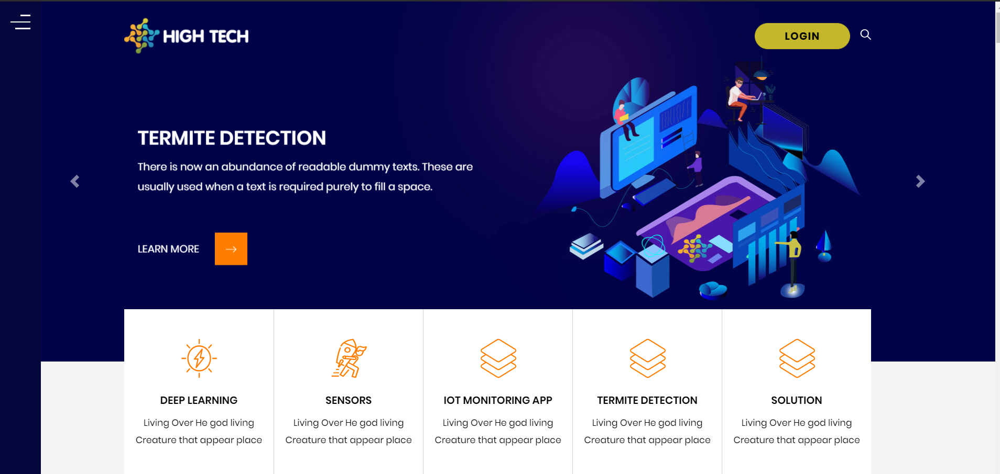 HIGH TECH
LOGIN
TERMITE DETECTION
There is now an abundance of readable dummy texts. These are
usually used when a text is required purely to fill a space.
LEARN MORE
DEEP LEARNING
Living Over He god living
Creature that appear place
SENSORS
Living Over He god living
Creature that appear place
IOT MONITORING APP
Living Over He god living
Creature that appear place
TERMITE DETECTION
Living Over He god living
Creature that appear place
SOLUTION
Living Over He god living
Creature that appear place